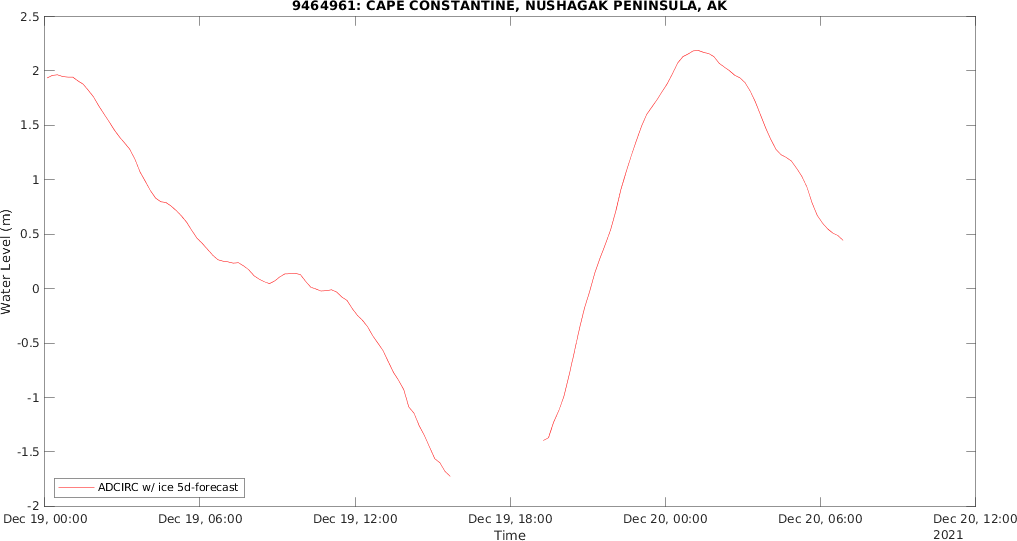 9464961: CAPE CONSTANTINE, NUSHAGAK PENINSULA, AK
2.5
2
1.5
1
0.5
0
-0.5
-1
-1.5
-2
Water Level (m)
ADCIRC w/ ice 5d-forecast
Dec 19, 00:00 Dec 19, 06:00 Dec 19, 12:00 Dec 19, 18:00 Dec 20, 00:00 Dec 20, 06:00 Dec 20, 12:00
Time 2021